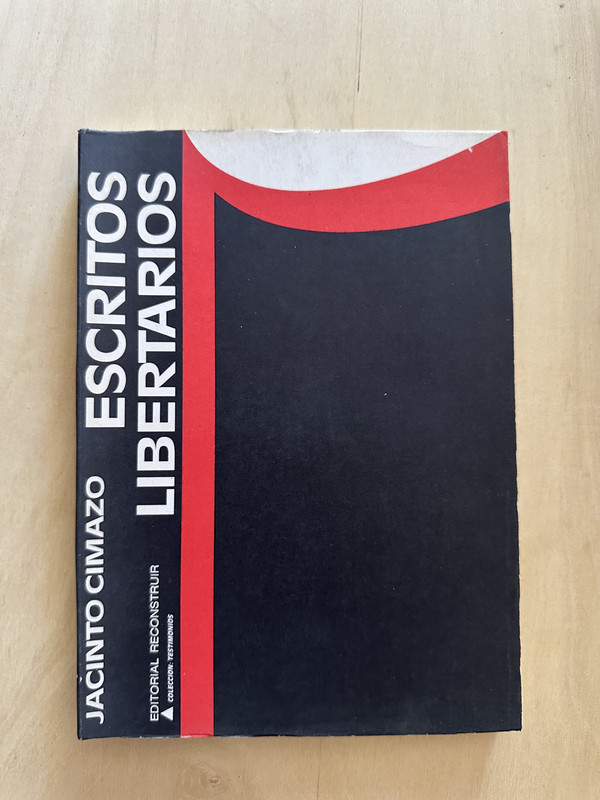 JACINTO CIMAZO
ESCRITOS
LIBERTARIOS
EDITORIAL RECONSTRUIR
COLECCION: TESTIMONIOS